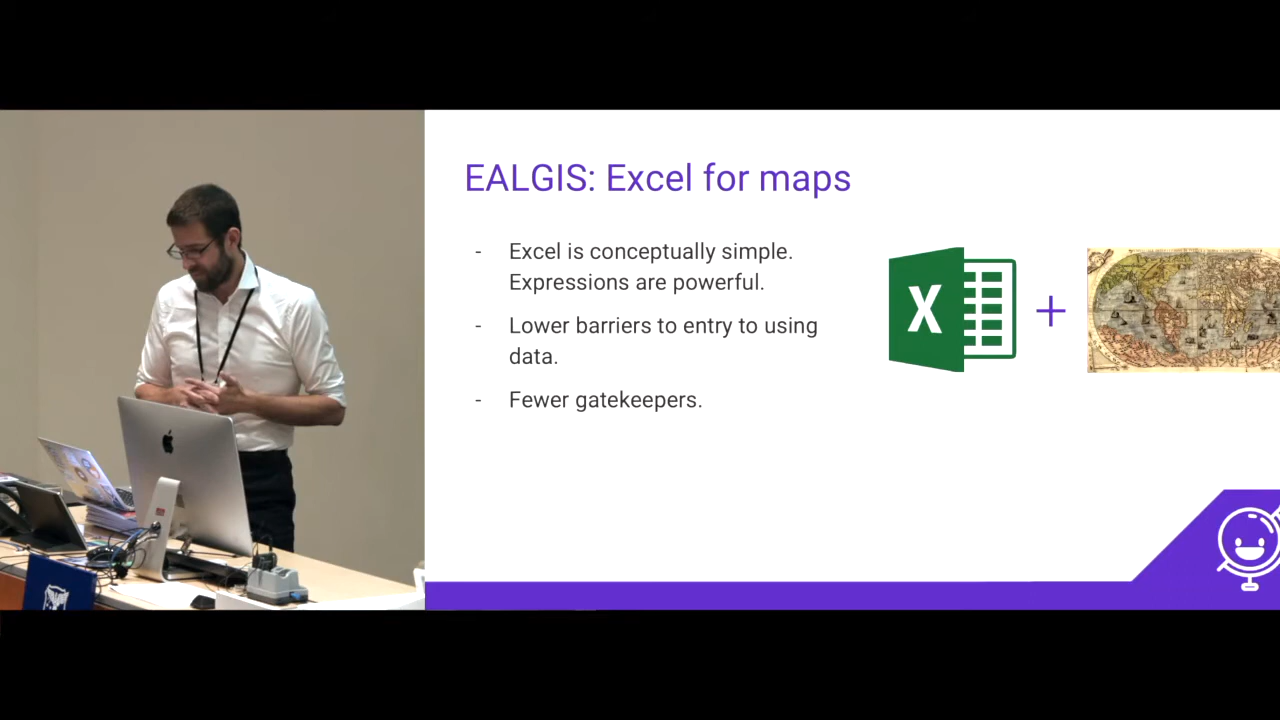 EALGIS: Excel for maps
- Excel is conceptually simple.
Expressions are powerful.
- Lower barriers to entry to using
data.
- Fewer gatekeepers.
X
+